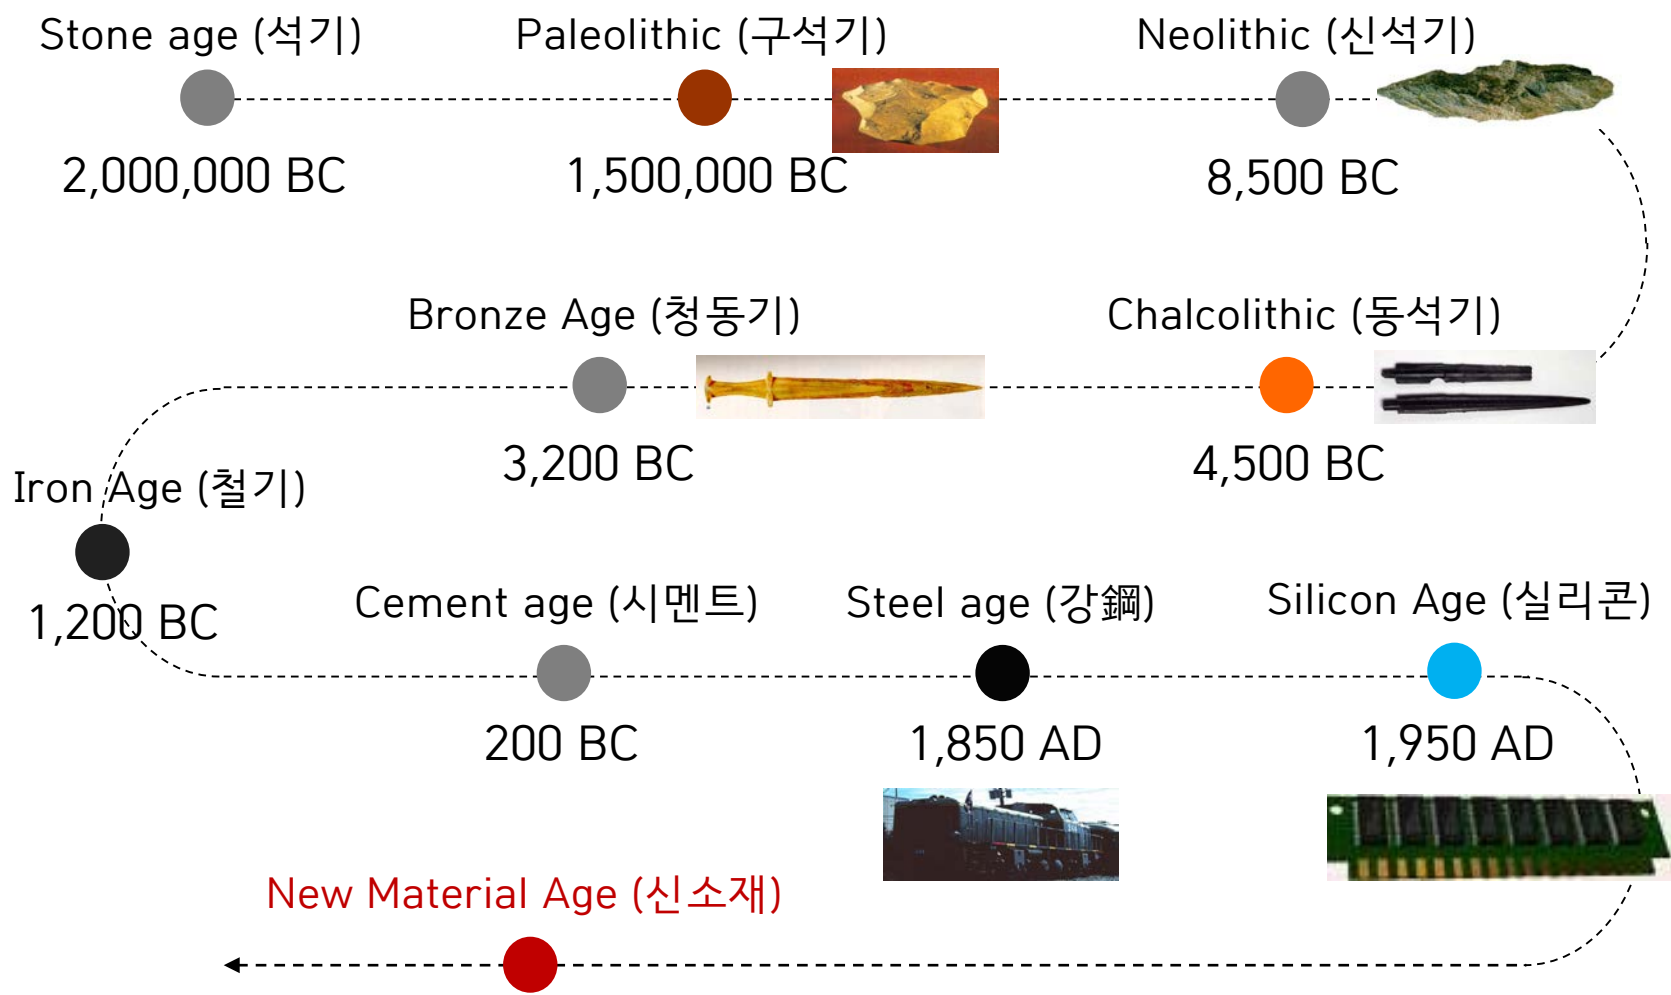 Stone age (석기)
Paleolithic (구석기)
Neolithic (신석기)
2,000,000 BC
1,500,000 BC
8,500 BC
Bronze Age (청동기)
Chalcolithic (동석기)
3,200 BC
4,500 BC
Iron Age (철기)
1,200 BC
Cement age (시멘트)
Steel age (강鋼)
Silicon Age (실리콘)
200 BC
1,850 AD
1,950 AD
New Material Age (신소재)